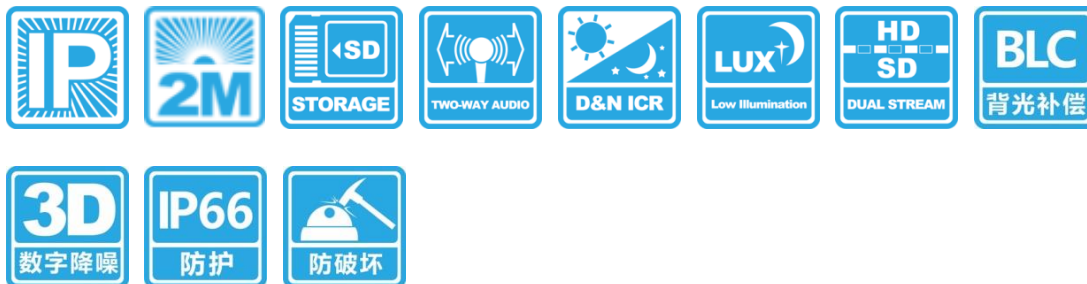 IP
2M
SD
STORAGE
TWO-WAY AUDIO
D&N ICR
LUX
Low Illumination
HD
SD
DUAL STREAM
BLC
背光补偿
3D
数字降噪
IP66
防护
防破坏